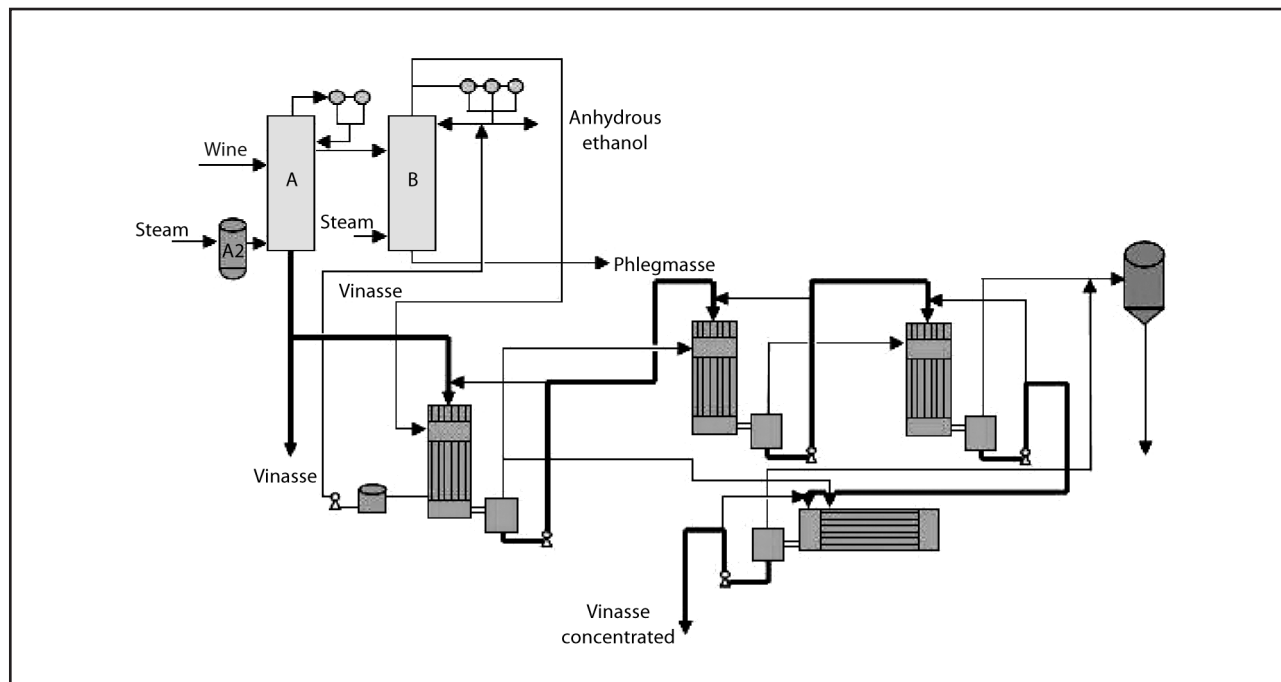 Anhydrous
ethanol
Wine
A
B
Steam
A2
Steam
Phlegmasse
Vinasse
Vinasse
Vinasse
concentrated